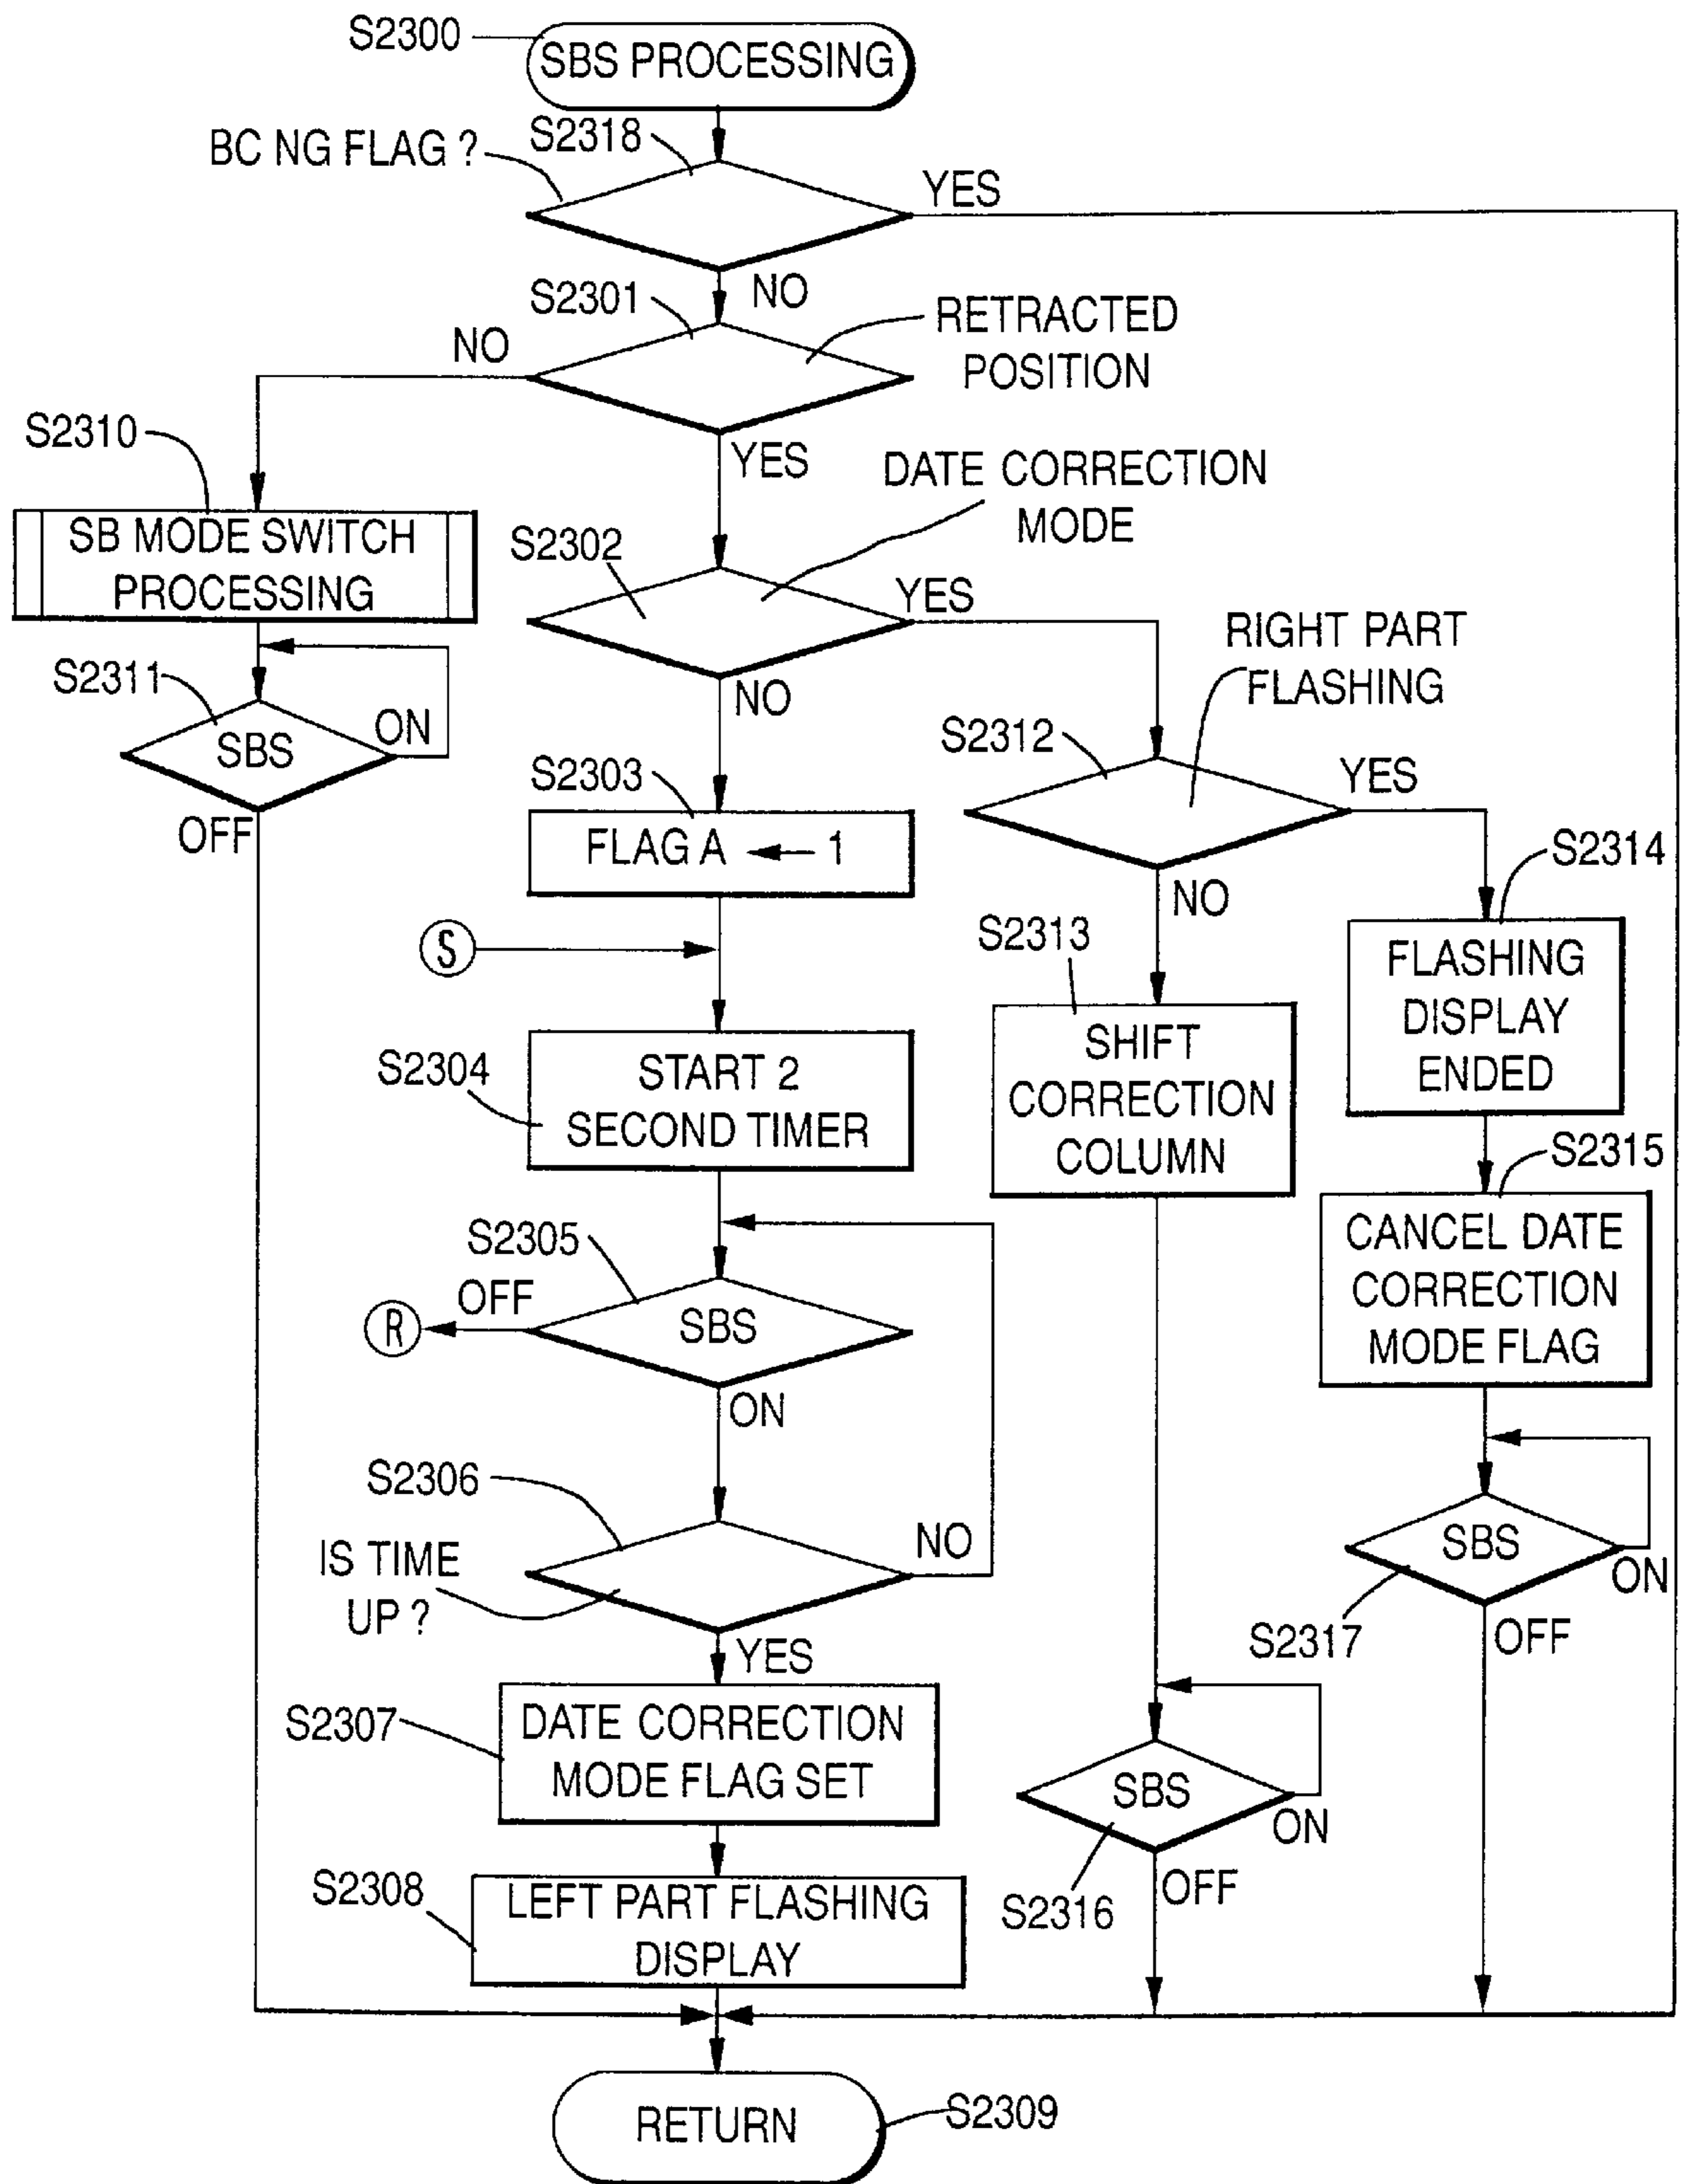 S2300
SBS PROCESSING
S2318
BC NG FLAG ?
YES
NO
S2301
RETRACTED
POSITION
NO
YES
S2310
SB MODE SWITCH
PROCESSING
DATE CORRECTION
MODE
S2302
YES
NO
S2311
SBS
ON
OFF
RIGHT PART
FLASHING
S2312
YES
NO
S2303
FLAG A ← 1
S
S2314
FLASHING
DISPLAY
ENDED
S2313
SHIFT
CORRECTION
COLUMN
S2304
START 2
SECOND TIMER
S2315
CANCEL DATE
CORRECTION
MODE FLAG
S2305
OFF
R
SBS
ON
S2306
IS TIME
UP ?
NO
YES
SBS
ON
S2317
OFF
S2307
DATE CORRECTION
MODE FLAG SET
SBS
ON
S2316
OFF
S2308
LEFT PART FLASHING
DISPLAY
RETURN
S2309